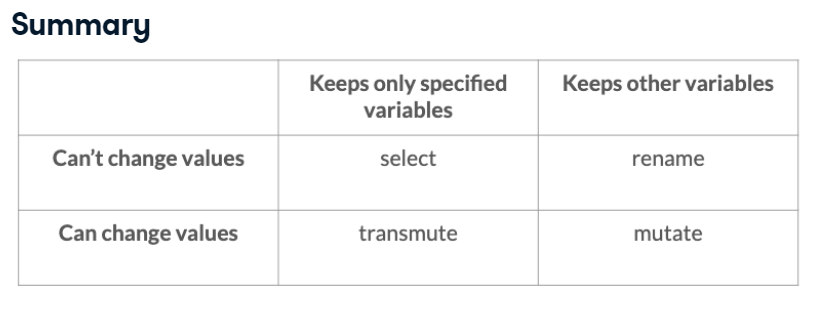 Summary
Keeps only specified
variables
Keeps other variables
Can't change values
select
rename
Can change values
transmute
mutate